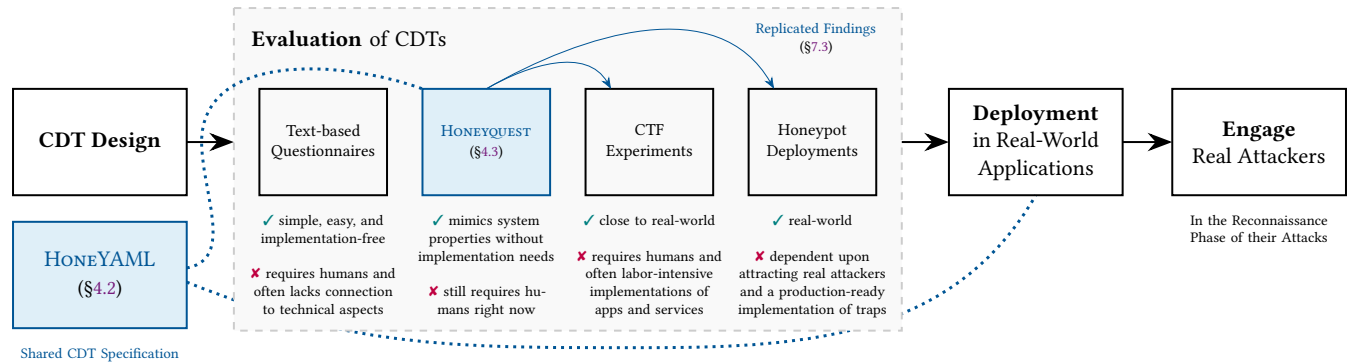 Evaluation of CDTs
Replicated Findings
(§7.3)
CDT Design
Text-based
Questionnaires
HONEYQUEST
(§4.3)
CTF
Experiments
Honeypot
Deployments
Deployment
in Real-World
Applications
Engage
Real Attackers
HONEYAML
(§4.2)
Shared CDT Specification
✓ simple, easy, and
implementation-free
✘ requires humans and
often lacks connection
to technical aspects
✓ mimics system
properties without
implementation needs
✘ still requires hu-
mans right now
✓ close to real-world
✘ requires humans and
often labor-intensive
implementations of
apps and services
✓ real-world
✘ dependent upon
attracting real attackers
and a production-ready
implementation of traps
In the Reconnaissance
Phase of their Attacks